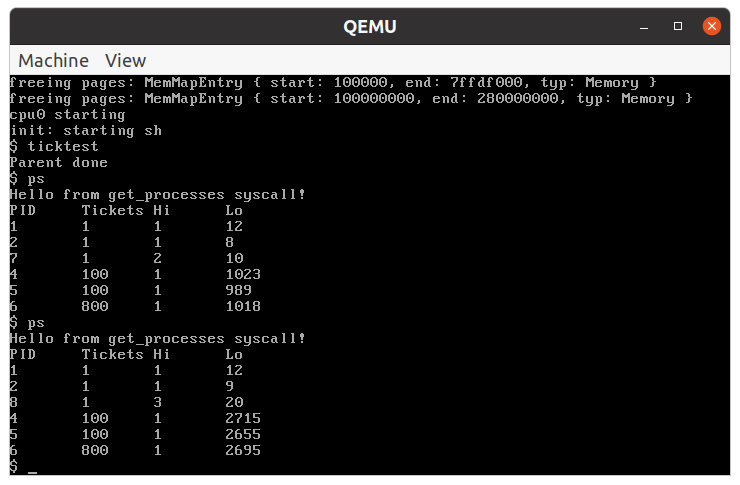 QEMU
Machine View
freeing pages: MemMapEntry { start: 100000, end: 7ffdf000, typ: Memory }
freeing pages: MemMapEntry { start: 100000000, end: 280000000, typ: Memory }
cpu0 starting
init: starting sh
$ ticktest
Parent done
$ ps
Hello from get_processes syscall!
PID Tickets Hi Lo
1 1 1 12
2 1 1 8
7 1 2 10
4 100 1 1023
5 100 1 989
6 800 1 1018
$ ps
Hello from get_processes syscall!
PID Tickets Hi Lo
1 1 1 12
2 1 1 9
8 1 3 20
4 100 1 2715
5 100 1 2655
6 800 1 2695
$ _